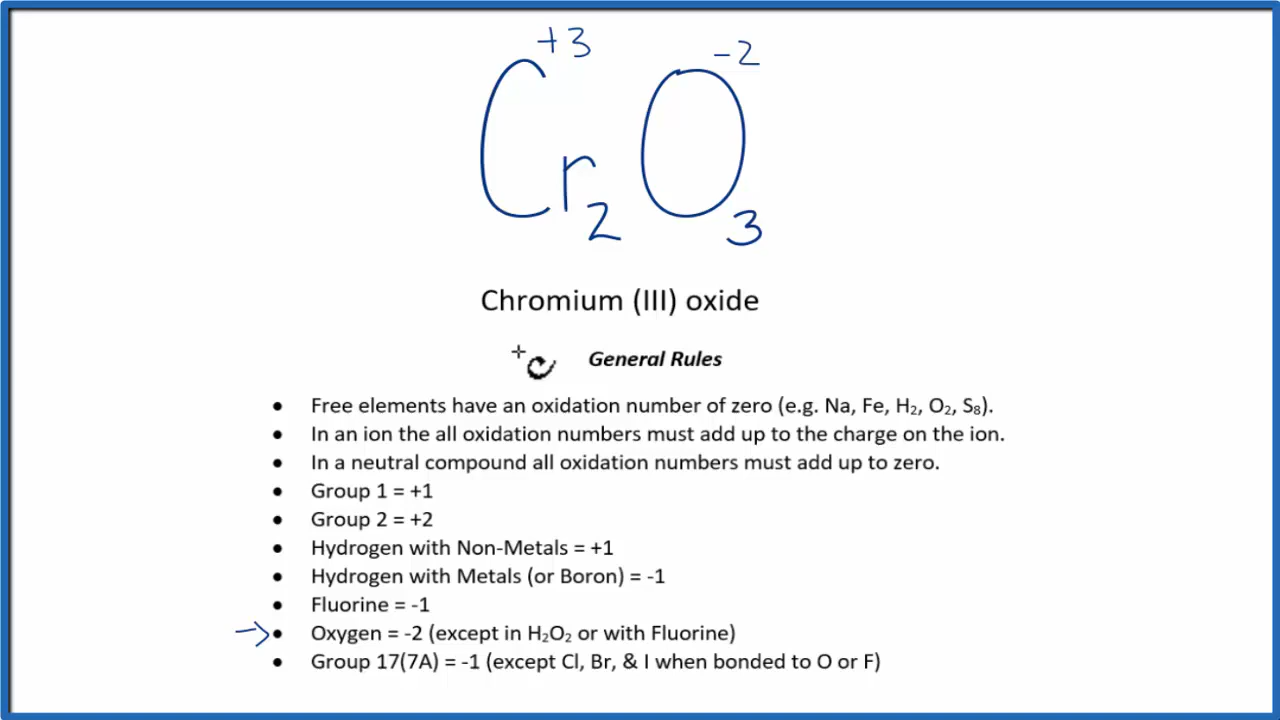 +3 -2
Cr₂O₃
Chromium (III) oxide
General Rules
• Free elements have an oxidation number of zero (e.g. Na, Fe, H₂, O₂, S₈).
• In an ion the all oxidation numbers must add up to the charge on the ion.
• In a neutral compound all oxidation numbers must add up to zero.
• Group 1 = +1
• Group 2 = +2
• Hydrogen with Non-Metals = +1
• Hydrogen with Metals (or Boron) = -1
• Fluorine = -1
• Oxygen = -2 (except in H₂O₂ or with Fluorine)
• Group 17(7A) = -1 (except Cl, Br, & I when bonded to O or F)